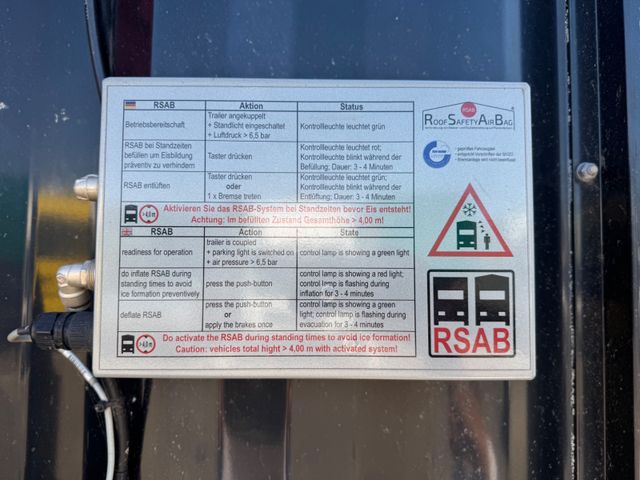 RSAB Aktion Status
Betriebsbereitschaft
Trailer angekuppelt
+ Standlicht eingeschaltet
+ Luftdruck > 6,5 bar
Kontrollleuchte leuchtet grün
RSAB bei Standzeiten
befüllen um Eisbildung
präventiv zu verhindern
Taster drücken
Kontrollleuchte leuchtet rot;
Kontrollleuchte blinkt während der
Befüllung; Dauer: 3 - 4 Minuten
RSAB entlüften
Taster drücken
oder
1 x Bremse treten
Kontrollleuchte leuchtet grün;
Kontrollleuchte blinkt während der
Entlüftung; Dauer: 3 - 4 Minuten
> 4,0 m
Aktivieren Sie das RSAB-System bei Standzeiten bevor Eis entsteht!
Achtung: Im befüllten Zustand Gesamthöhe > 4,00 m!
RSAB Action State
readiness for operation
trailer is coupled
+ parking light is switched on
+ air pressure > 6,5 bar
control lamp is showing a green light
do inflate RSAB during
standing times to avoid
ice formation preventively
press the push-button
control lamp is showing a red light;
control lamp is flashing during
inflation for 3 - 4 minutes
deflate RSAB
press the push-button
or
apply the brakes once
control lamp is showing a green
light; control lamp is flashing during
evacuation for 3 - 4 minutes
> 4,0 m
Do activate the RSAB during standing times to avoid ice formation!
Caution: vehicles total hight > 4,00 m with activated system!
RSAB
ROOFSAFETYAIRBAG
RSAB